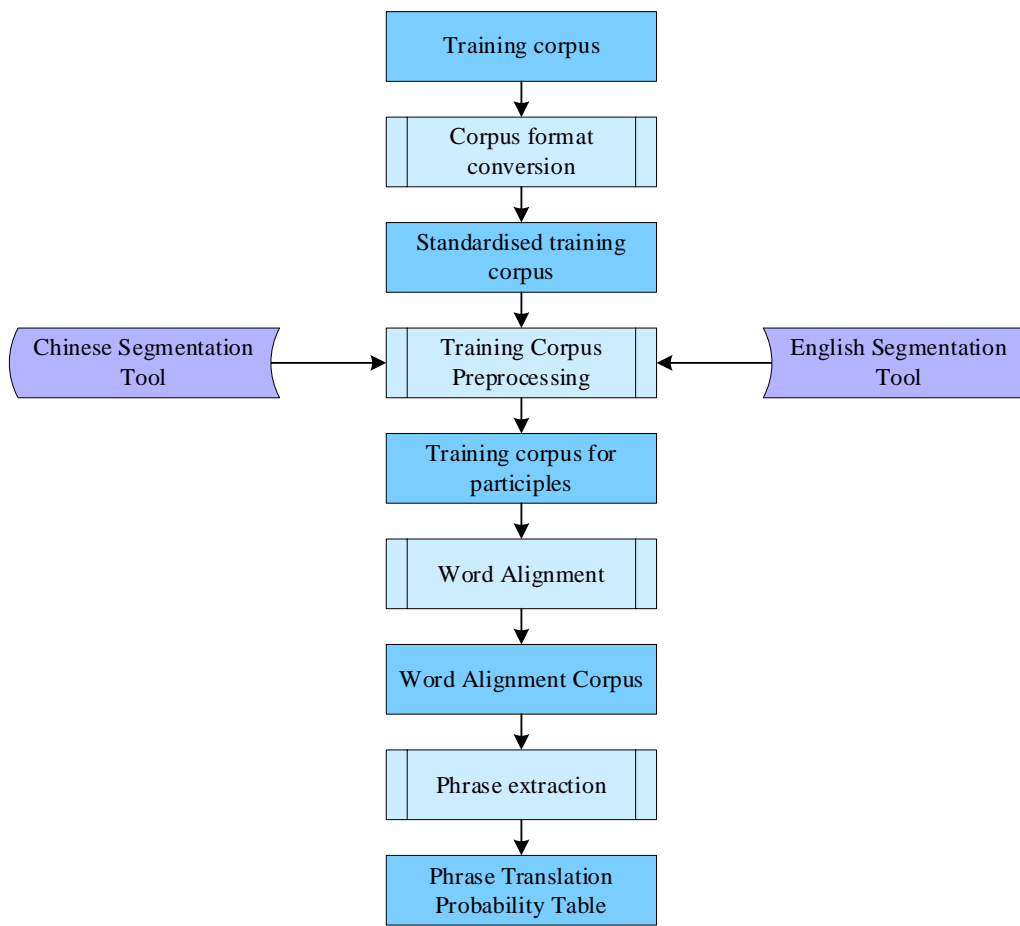 Training corpus
Corpus format
conversion
Standardised training
corpus
Chinese Segmentation
Tool
Training Corpus
Preprocessing
English Segmentation
Tool
Training corpus for
participles
Word Alignment
Word Alignment Corpus
Phrase extraction
Phrase Translation
Probability Table